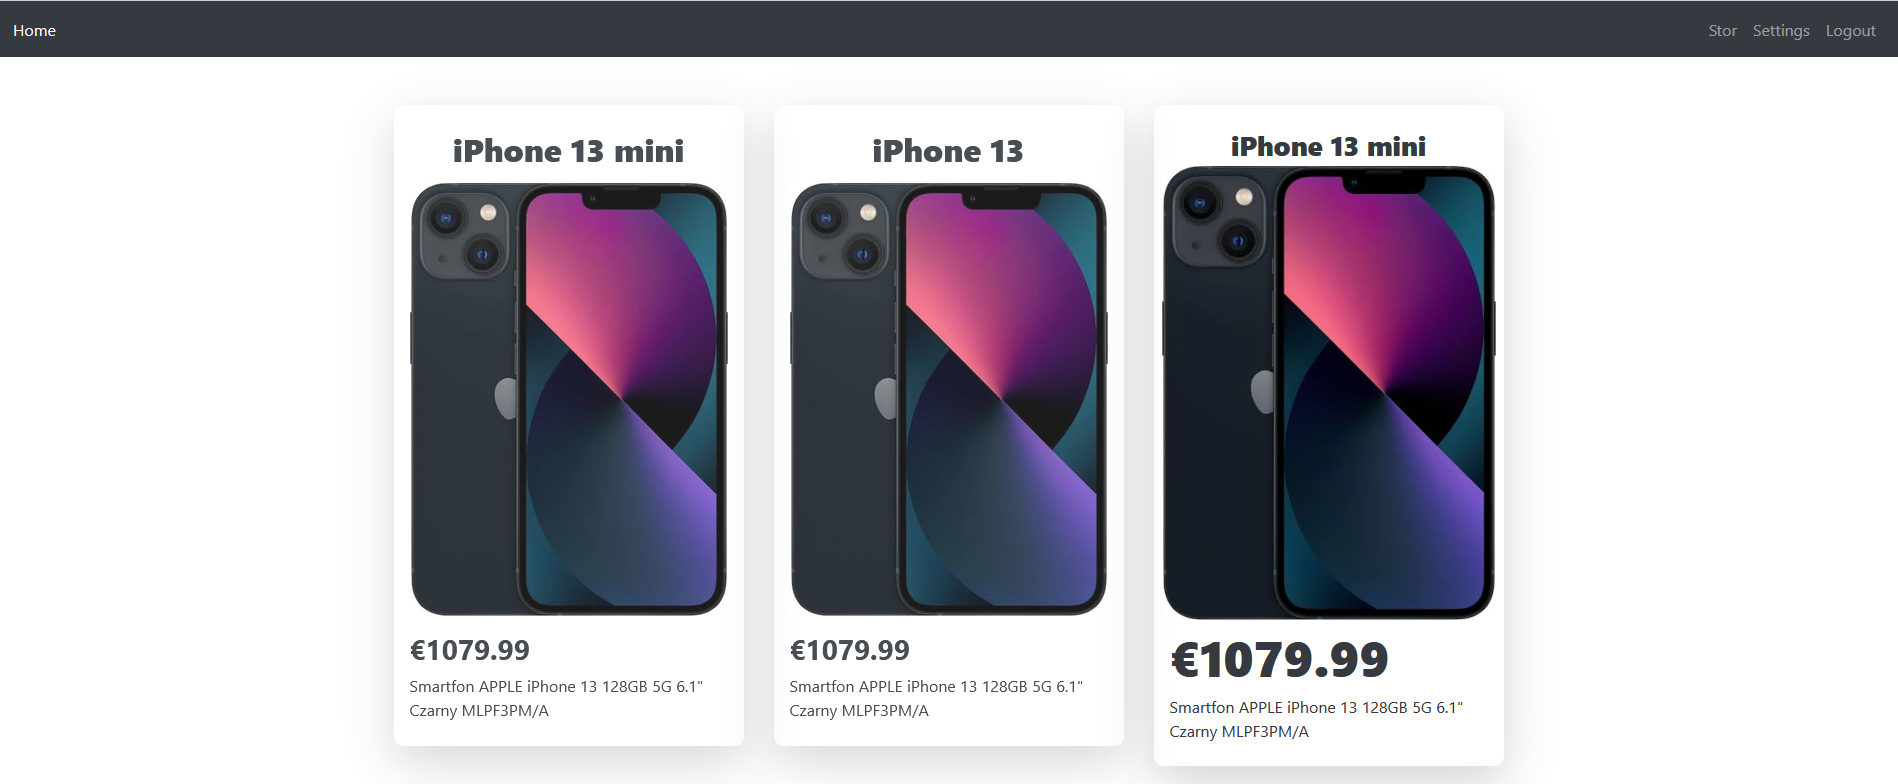 Home
Stor Settings Logout
iPhone 13 mini
€1079.99
Smartfon APPLE iPhone 13 128GB 5G 6.1"
Czarny MLPF3PM/A
iPhone 13
€1079.99
Smartfon APPLE iPhone 13 128GB 5G 6.1"
Czarny MLPF3PM/A
iPhone 13 mini
€1079.99
Smartfon APPLE iPhone 13 128GB 5G 6.1"
Czarny MLPF3PM/A